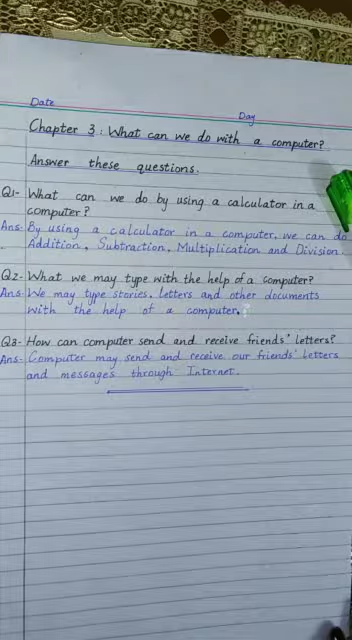 Date
Day
Chapter 3: What can we do with a computer?
Answer these questions.
Q1- What can we do by using a calculator in a
computer?
Ans- By using a calculator in a computer, we can do
Addition, Subtraction, Multiplication and Division.
Q2- What we may type with the help of a computer?
Ans- We may type stories, letters and other documents
with the help of a computer.
Q3- How can computer send and receive friends' letters?
Ans- Computer may send and receive our friends' letters
and messages through Internet.